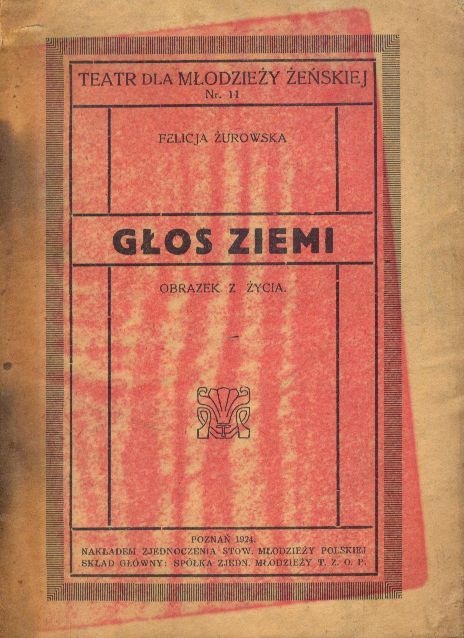 TEATR DLA MŁODZIEŻY ŻEŃSKIEJ
Nr. 11
FELICJA ŻUROWSKA
GŁOS ZIEMI
OBRAZEK Z ŻYCIA.
POZNAŃ 1924.
NAKŁADEM ZJEDNOCZENIA STOW. MŁODZIEŻY POLSKIEJ
SKŁAD GŁÓWNY: SPÓŁKA ZJEDN. MŁODZIEŻY T. Z O. P.